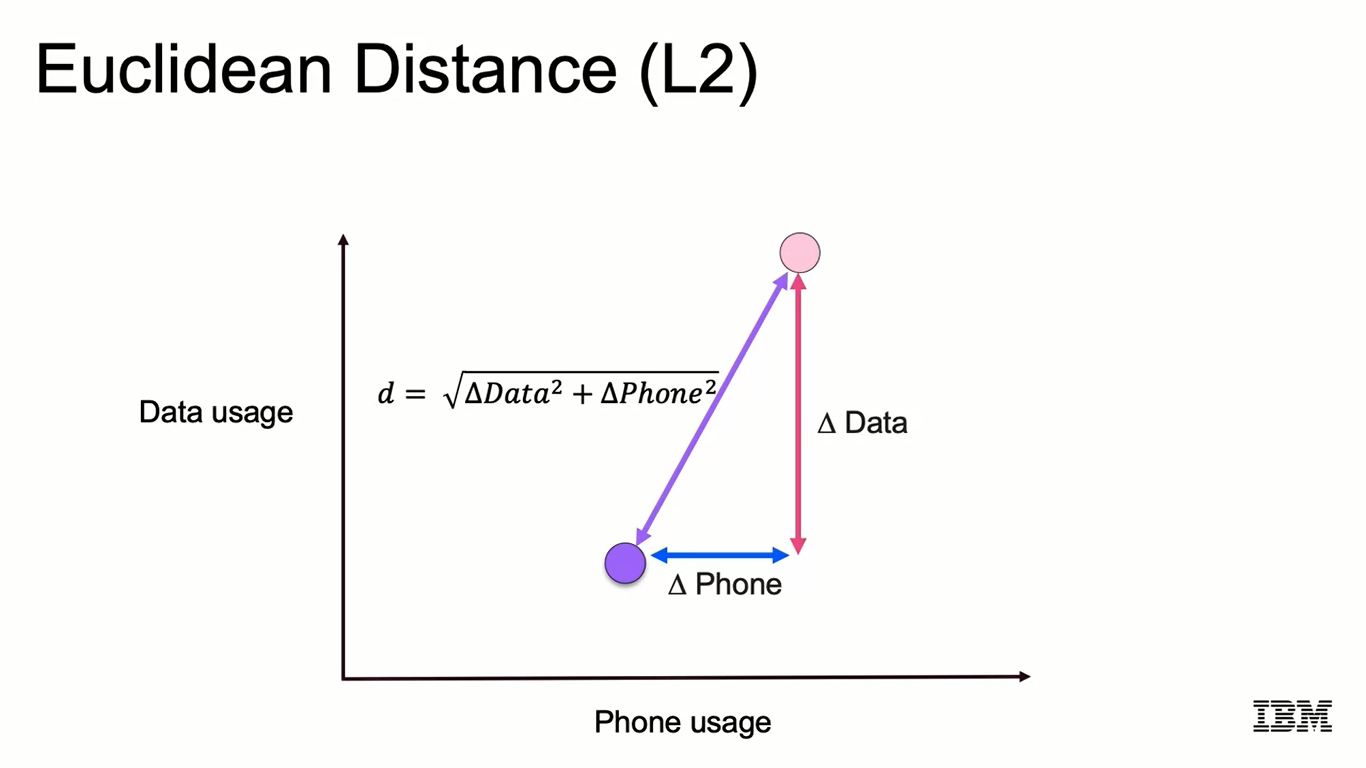 Euclidean Distance (L2)
d = √ΔData² + ΔPhone²
Data usage
Δ Data
Δ Phone
Phone usage
IBM